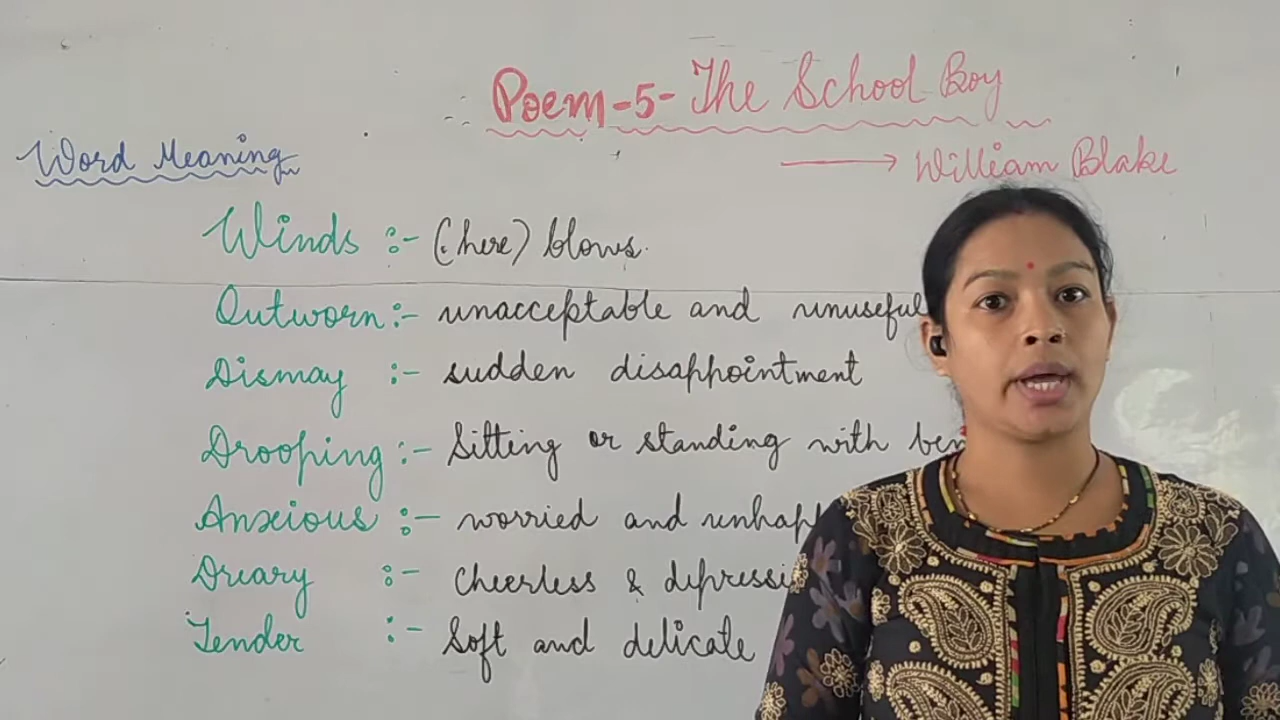 Poem-5- The School Boy
→ William Blake
Word Meaning
Winds :- (:here) blows.
Outworn :- unacceptable and unuseful
Dismay :- sudden disappointment
Drooping :- Sitting or standing with
Anxious :- worried and
Dreary :- Cheerless &
Tender :- Soft and delicate